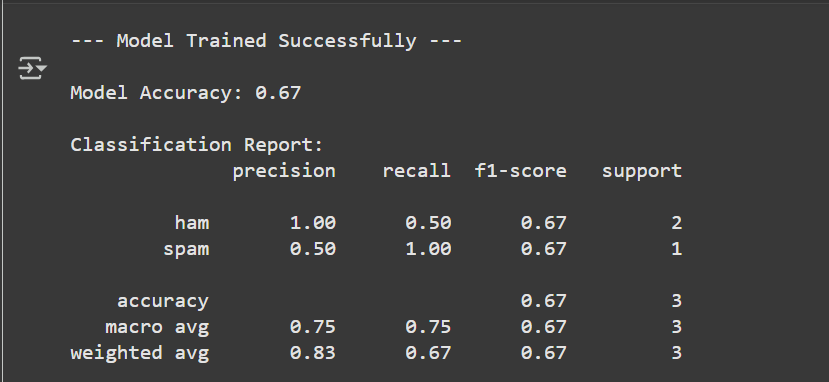 --- Model Trained Successfully ---
Model Accuracy: 0.67
Classification Report:
precision recall f1-score support
ham 1.00 0.50 0.67 2
spam 0.50 1.00 0.67 1
accuracy 0.67 3
macro avg 0.75 0.75 0.67 3
weighted avg 0.83 0.67 0.67 3